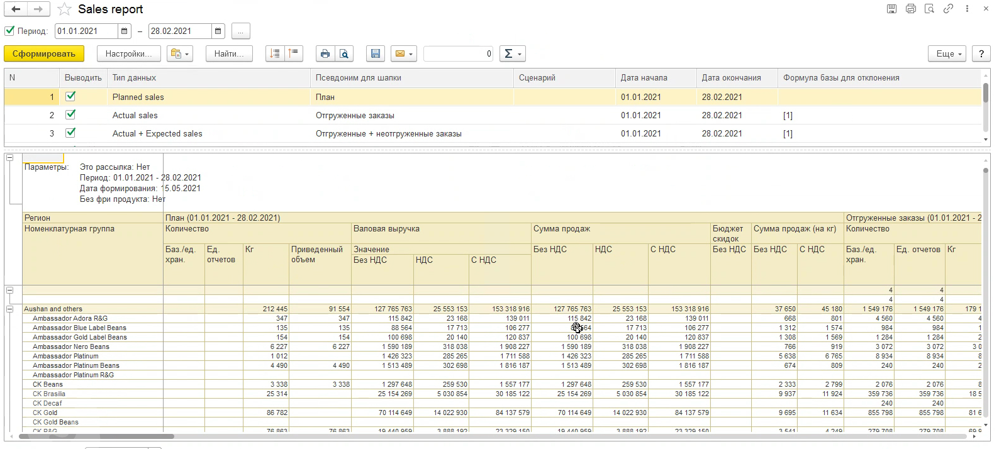 Sales report
Период: 01.01.2021 – 28.02.2021 ...
Сформировать Настройки... Найти... 0 Σ Еще ?
N Выводить Тип данных Псевдоним для шапки Сценарий Дата начала Дата окончания Формула базы для отклонения
1 Planned sales План 01.01.2021 28.02.2021
2 Actual sales Отгруженные заказы 01.01.2021 28.02.2021 [1]
3 Actual + Expected sales Отгруженные + неотгруженные заказы 01.01.2021 28.02.2021 [1]
Параметры: Это рассылка: Нет
Период: 01.01.2021 - 28.02.2021
Дата формирования: 15.05.2021
Без фри продукта: Нет
Регион План (01.01.2021 - 28.02.2021) Отгруженные заказы (01.01.2021 - 2
Номенклатурная группа Количество Валовая выручка Сумма продаж Бюджет скидок Сумма продаж (на кг) Количество
Баз./ед. хран. Ед. отчетов Кг Приведенный объем Значение Без НДС НДС С НДС Без НДС Без НДС С НДС Баз./ед. хран. Ед. отчетов Кг
Без НДС НДС С НДС
4 4
4 4
Aushan and others 212 445 91 554 127 765 763 25 553 153 153 318 916 127 765 763 25 553 153 153 318 916 37 650 45 180 1 549 176 1 549 176 179 1
Ambassador Adora R&G 347 347 115 842 23 168 139 011 115 842 23 168 139 011 668 801 4 560 4 560 4
Ambassador Blue Label Beans 135 135 88 564 17 713 106 277 17 713 106 277 1 312 1 574 984 984 1
Ambassador Gold Label Beans 154 154 100 698 20 140 120 837 100 698 20 140 120 837 1 308 1 569 1 284 1 284 2
Ambassador Nero Beans 6 227 6 227 1 590 189 318 038 1 908 227 1 590 189 318 038 1 908 227 766 919 3 072 3 072 3 0
Ambassador Platinum 1 012 1 426 323 285 265 1 711 588 1 426 323 285 265 1 711 588 5 638 6 765 8 934 8 934 8
Ambassador Platinum Beans 4 490 4 490 1 513 489 302 698 1 816 187 1 513 489 302 698 1 816 187 674 809 240 240 2
Ambassador Platinum R&G
CK Beans 3 338 3 338 1 297 648 259 530 1 557 177 1 297 648 259 530 1 557 177 2 333 2 799 2 076 2 076 8
CK Brasilia 25 314 25 154 269 5 030 854 30 185 122 25 154 269 5 030 854 30 185 122 9 937 11 924 359 736 359 736 18 5
CK Decaf 240 240
CK Gold 86 782 70 114 649 14 022 930 84 137 579 70 114 649 14 022 930 84 137 579 9 695 11 634 855 798 855 798 81 6
CK Gold Beans
CK R&G 76 863 76 863 19 440 959 3 888 192 23 329 150 19 440 959 3 888 192 23 329 150 3 541 4 249 279 708 279 708 69 9